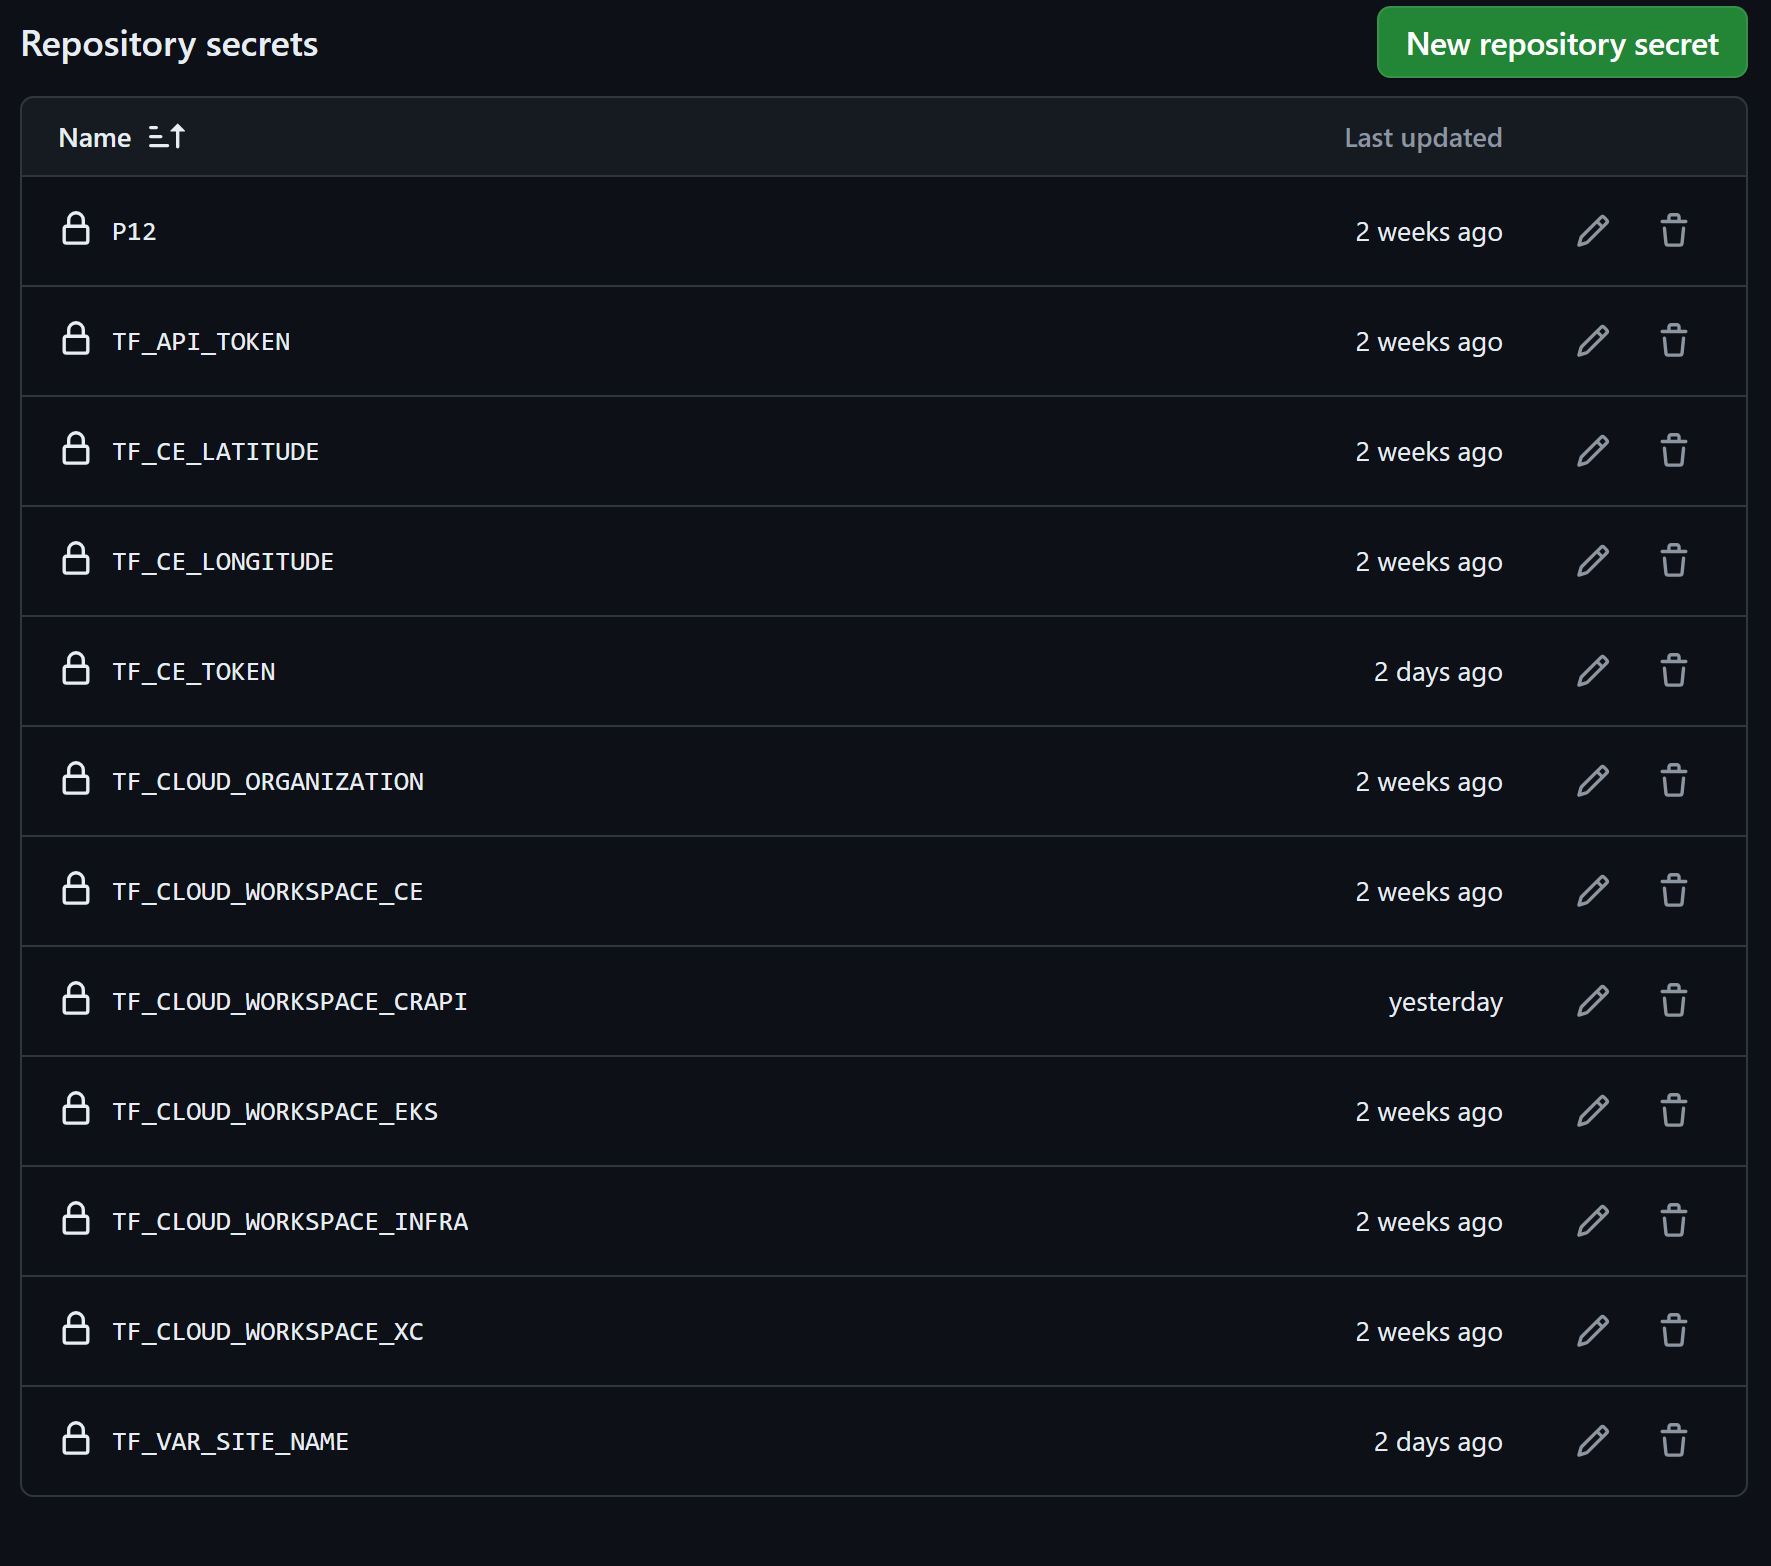 Repository secrets
New repository secret
Name
Last updated
P12
2 weeks ago
TF_API_TOKEN
2 weeks ago
TF_CE_LATITUDE
2 weeks ago
TF_CE_LONGITUDE
2 weeks ago
TF_CE_TOKEN
2 days ago
TF_CLOUD_ORGANIZATION
2 weeks ago
TF_CLOUD_WORKSPACE_CE
2 weeks ago
TF_CLOUD_WORKSPACE_CRAPI
yesterday
TF_CLOUD_WORKSPACE_EKS
2 weeks ago
TF_CLOUD_WORKSPACE_INFRA
2 weeks ago
TF_CLOUD_WORKSPACE_XC
2 weeks ago
TF_VAR_SITE_NAME
2 days ago